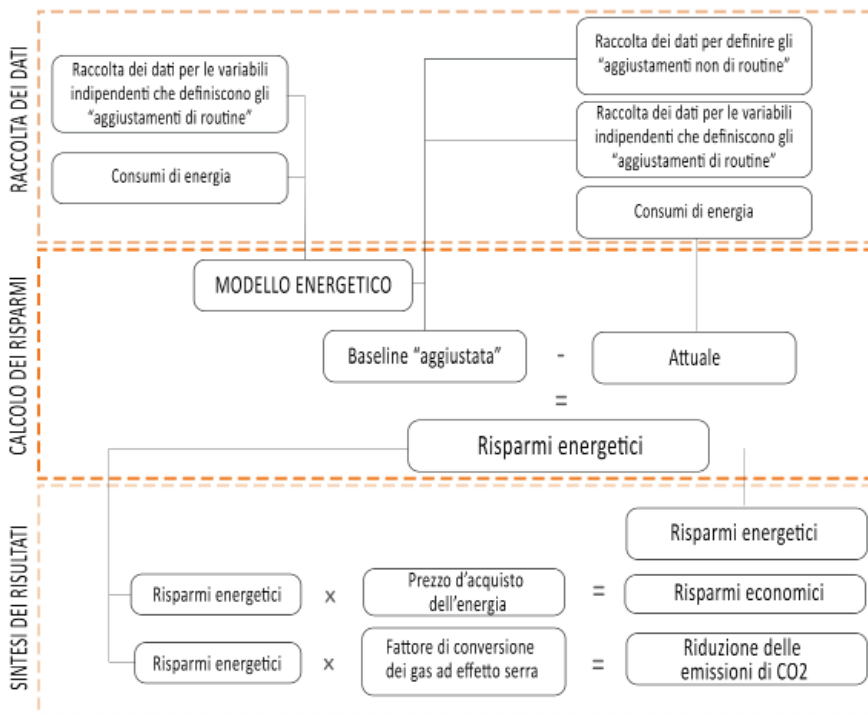 RACCOLTA DEI DATI
Raccolta dei dati per le variabili
indipendenti che definiscono gli
“aggiustamenti di routine”
Consumi di energia
Raccolta dei dati per definire gli
“aggiustamenti non di routine”
Raccolta dei dati per le variabili
indipendenti che definiscono gli
“aggiustamenti di routine”
Consumi di energia
CALCOLO DEI RISPARMI
MODELLO ENERGETICO
Baseline “aggiustata”
-
Attuale
=
Risparmi energetici
SINTESI DEI RISULTATI
Risparmi energetici
Risparmi energetici
x
Prezzo d’acquisto
dell’energia
=
Risparmi economici
Risparmi energetici
x
Fattore di conversione
dei gas ad effetto serra
=
Riduzione delle
emissioni di CO2